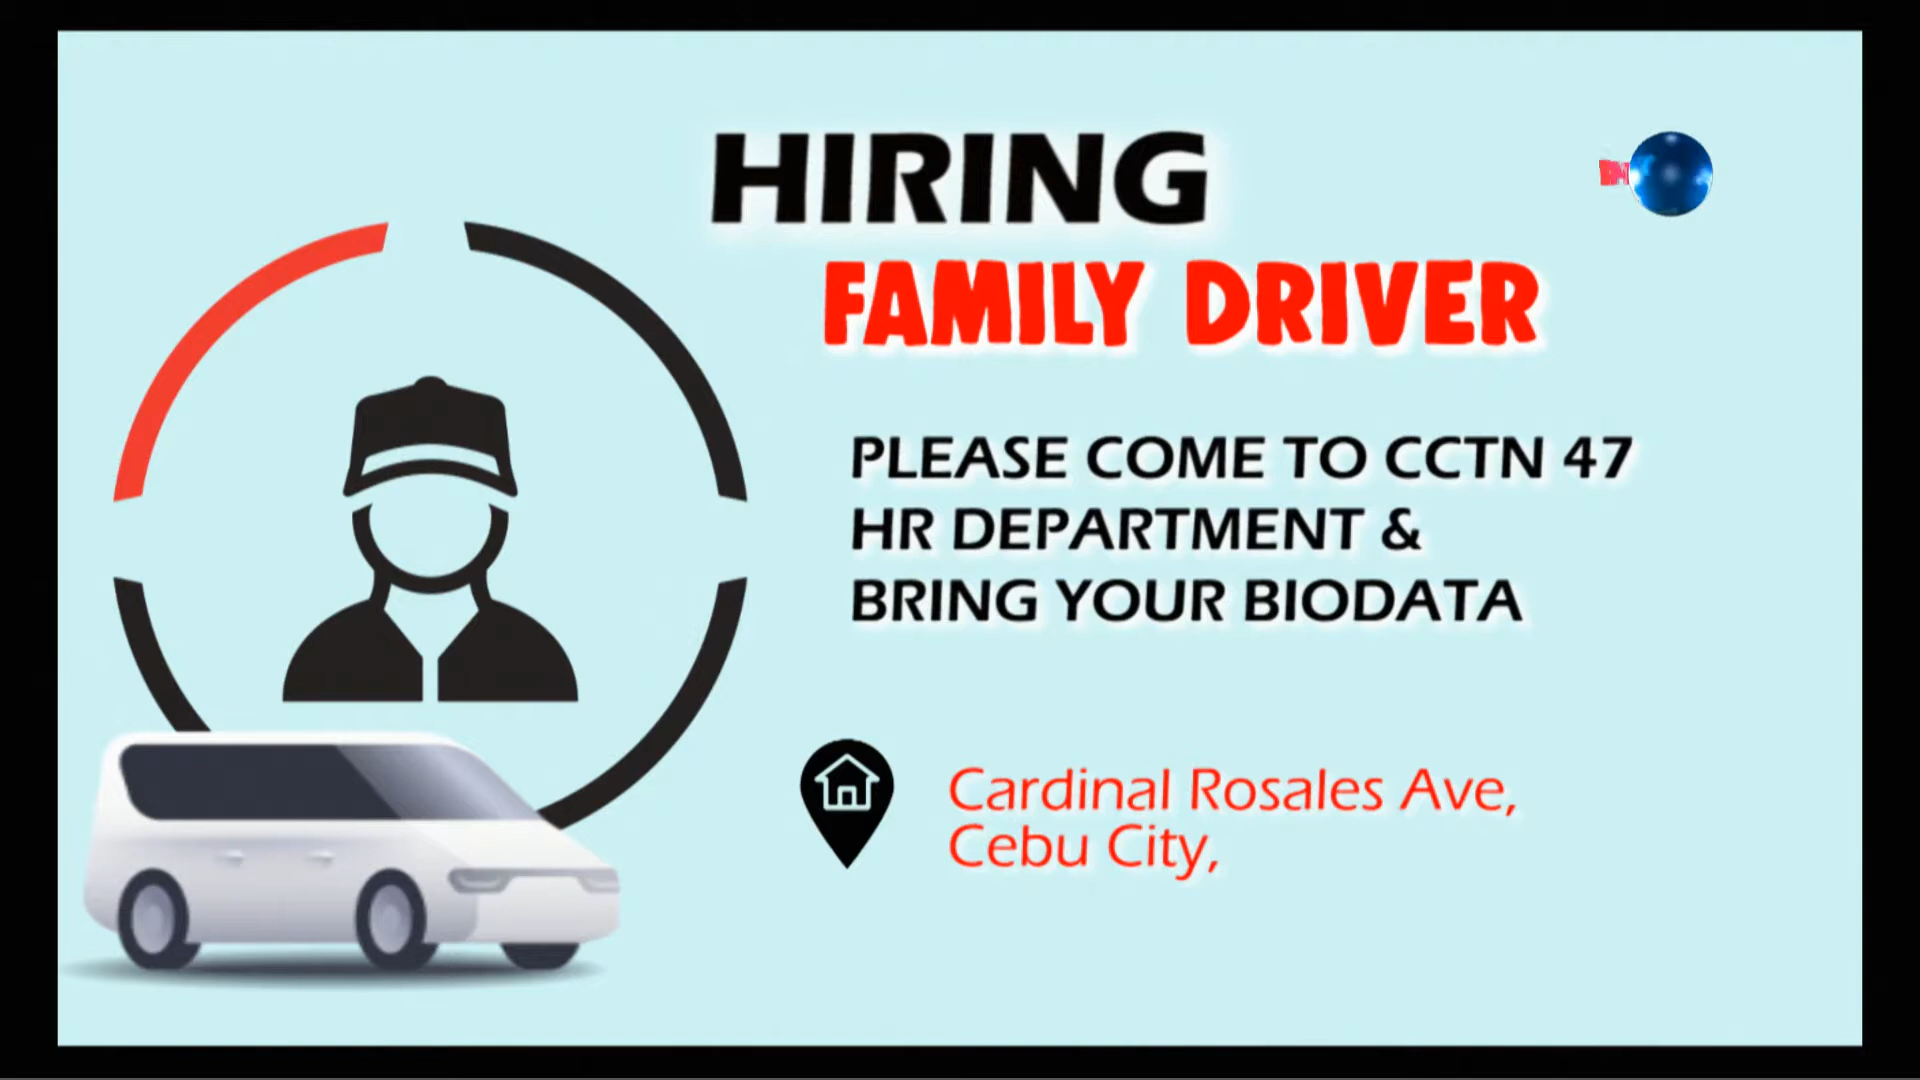 HIRING
FAMILY DRIVER
PLEASE COME TO CCTN 47
HR DEPARTMENT &
BRING YOUR BIODATA
Cardinal Rosales Ave,
Cebu City,